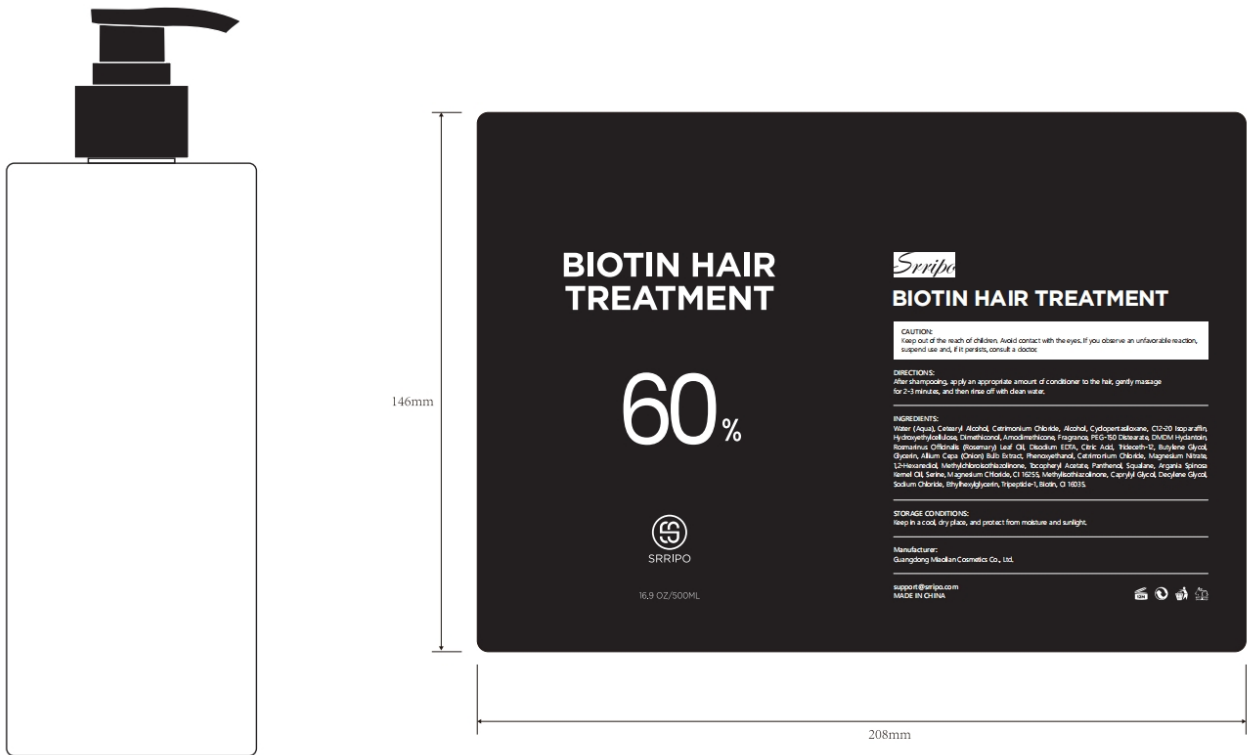 146mm
BIOTIN HAIR
TREATMENT
60%
SRRIPO
16.9 OZ/500ML
Srripo
BIOTIN HAIR TREATMENT
CAUTION:
Keep out of the reach of children. Avoid contact with the eyes. If you observe an unfavorable reaction,
suspend use and, if it persists, consult a doctor.
DIRECTIONS:
After shampooing, apply an appropriate amount of conditioner to the hair, gently massage
for 2-3 minutes, and then rinse off with clean water.
INGREDIENTS:
Water (Aqua), Cetearyl Alcohol, Cetrimonium Chloride, Alcohol, Cyclopentasiloxane, C12-20 Isoparaffin,
Hydroxyethylcellulose, Dimethiconol, Amodimethicone, Fragrance, PEG-150 Distearate, DMDM Hydantoin,
Rosmarinus Officinalis (Rosemary) Leaf Oil, Disodium EDTA, Citric Acid, Trideceth-12, Butylene Glycol,
Glycerin, Allium Cepa (Onion) Bulb Extract, Phenoxyethanol, Cetrimonium Chloride, Magnesium Nitrate,
1,2-Hexanediol, Methylchloroisothiazolinone, Tocopheryl Acetate, Panthenol, Squalane, Argania Spinosa
Kernel Oil, Serine, Magnesium Chloride, CI 16255, Methylisothiazolinone, Caprylyl Glycol, Decylene Glycol,
Sodium Chloride, Ethylhexylglycerin, Tripeptide-1, Biotin, CI 16035.
STORAGE CONDITIONS:
Keep in a cool, dry place, and protect from moisture and sunlight.
Manufacturer:
Guangdong Miaolian Cosmetics Co., Ltd.
support@srripo.com
MADE IN CHINA
208mm